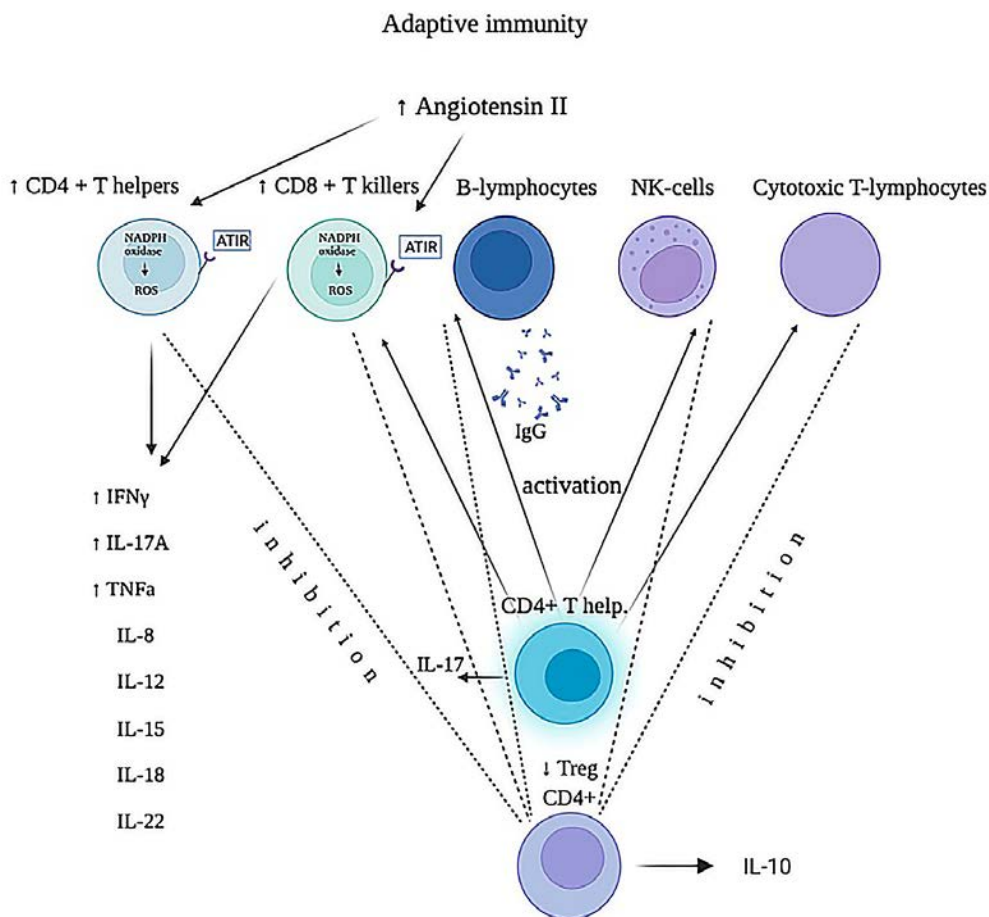 Adaptive immunity
↑ Angiotensin II
↑ CD4 + T helpers
↑ CD8 + T killers
B-lymphocytes
NK-cells
Cytotoxic T-lymphocytes
NADPH
oxidase
↓
ROS
ATIR
NADPH
oxidase
↓
ROS
ATIR
IgG
activation
↑ IFNγ
↑ IL-17A
↑ TNFa
IL-8
IL-12
IL-15
IL-18
IL-22
inhibition
inhibition
CD4+ T help.
IL-17
↓ Treg
CD4+
IL-10